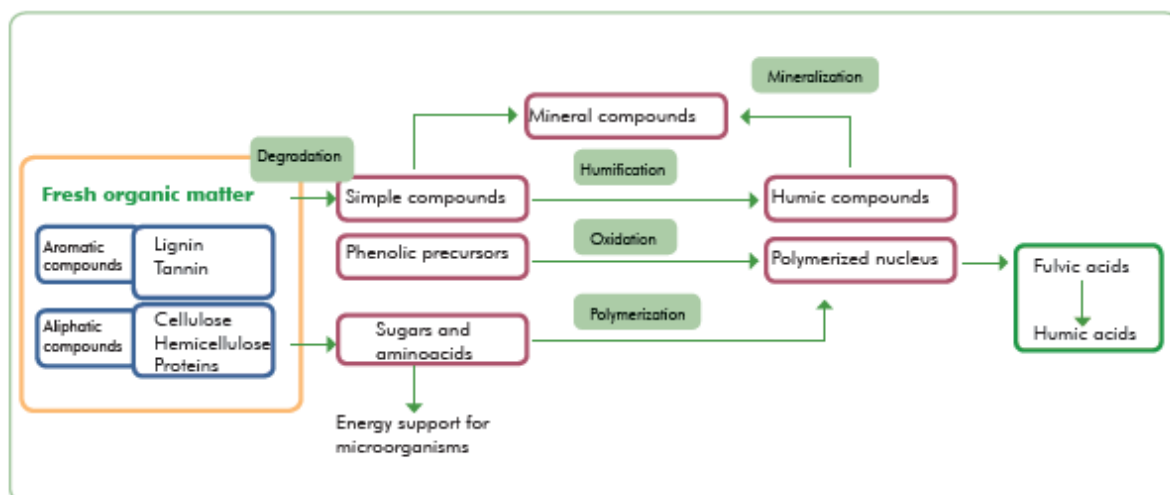 Mineralization
Mineral compounds
Degradation
Humification
Fresh organic matter
Simple compounds
Humic compounds
Aromatic
compounds
Lignin
Tannin
Phenolic precursors
Oxidation
Polymerized nucleus
Fulvic acids
Humic acids
Aliphatic
compounds
Cellulose
Hemicellulose
Proteins
Sugars and
aminoacids
Polymerization
Energy support for
microorganisms